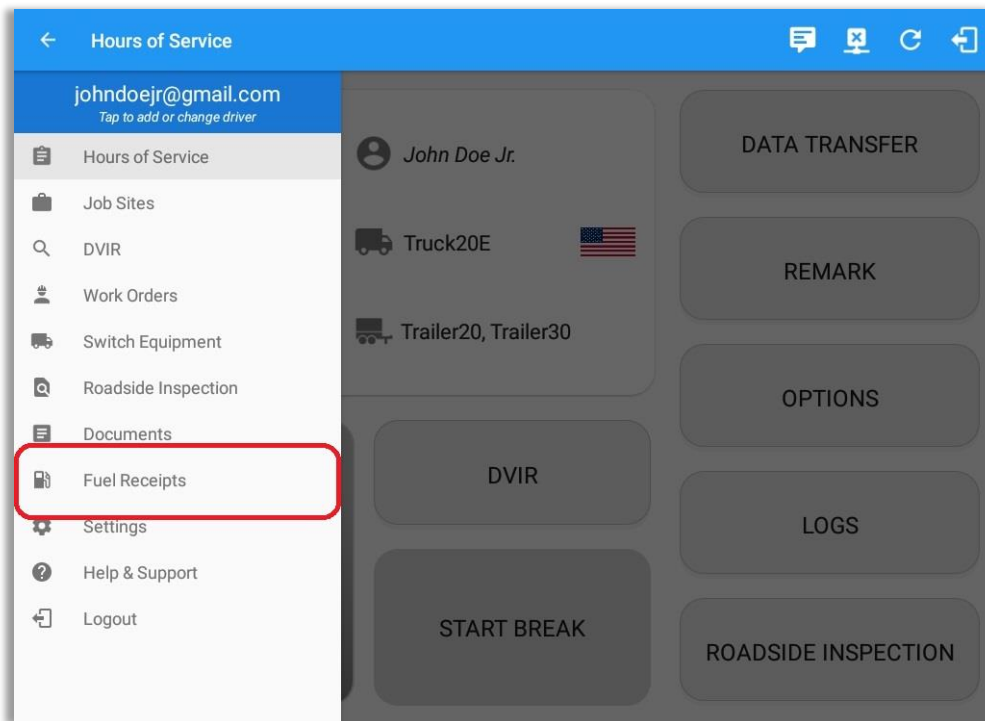 Hours of Service
johndoejr@gmail.com
Tap to add or change driver
Hours of Service
Job Sites
DVIR
Work Orders
Switch Equipment
Roadside Inspection
Documents
Fuel Receipts
Settings
Help & Support
Logout
John Doe Jr.
Truck20E
Trailer20, Trailer30
DVIR
START BREAK
DATA TRANSFER
REMARK
OPTIONS
LOGS
ROADSIDE INSPECTION